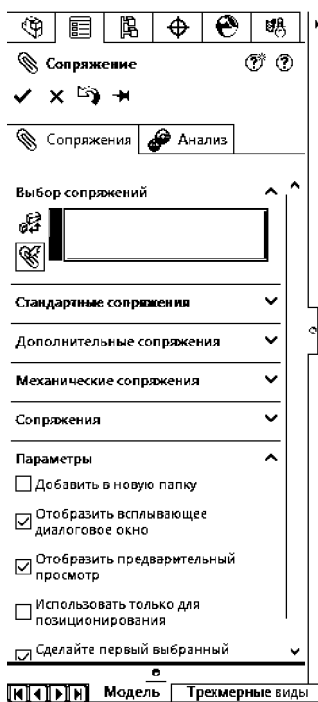 Сопряжение
Сопряжения Анализ
Выбор сопряжений
Стандартные сопряжения
Дополнительные сопряжения
Механические сопряжения
Сопряжения
Параметры
Добавить в новую папку
Отобразить всплывающее
диалоговое окно
Отобразить предварительный
просмотр
Использовать только для
позиционирования
Сделайте первый выбранный
Модель Трехмерные виды